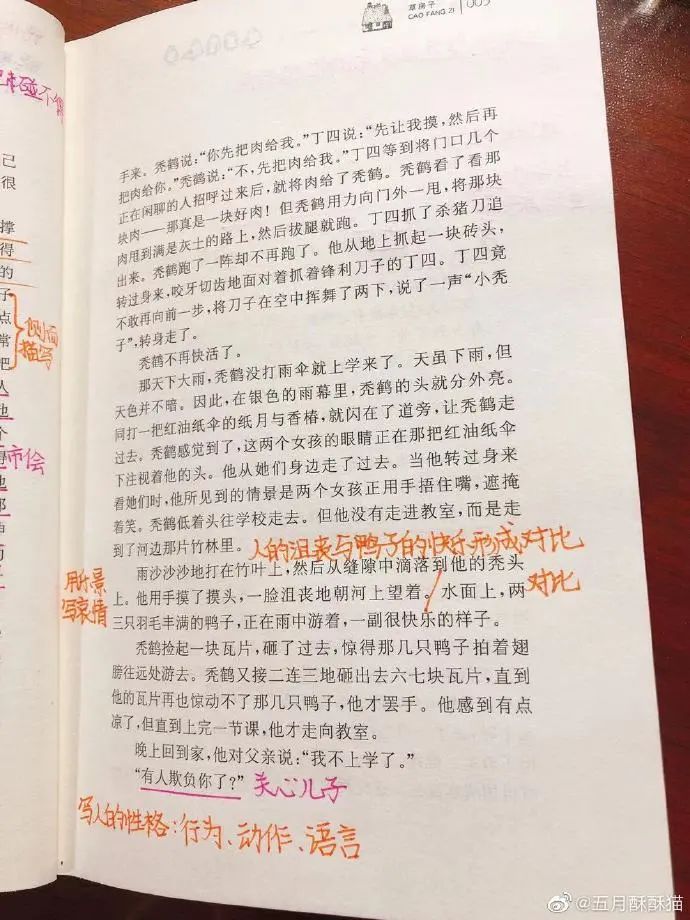 草房子
CAO FANG ZI
005
手来。秃鹤说：“你先把肉给我。”丁四说：“先让我摸，然后再
把肉给你。”秃鹤说：“不，先把肉给我。”丁四等到将门口几个
正在闲聊的人招呼过来后，就将肉给了秃鹤。秃鹤看了看那
块肉——那真是一块好肉！但秃鹤用力向门外一甩，将那块
肉甩到满是灰土的路上，然后拔腿就跑。丁四抓了杀猪刀追
出来。秃鹤跑了一阵却不再跑了。他从地上抓起一块砖头，
转过身来，咬牙切齿地面对着抓着锋利刀子的丁四。丁四竟
不敢再向前一步，将刀子在空中挥舞了两下，说了一声“小秃
子”，转身走了。
秃鹤不再快活了。
那天下大雨，秃鹤没打雨伞就上学来了。天虽下雨，但
天色并不暗。因此，在银色的雨幕里，秃鹤的头就分外亮。
同打一把红油纸伞的纸月与香椿，就闪在了道旁，让秃鹤走
过去。秃鹤感觉到了，这两个女孩的眼睛正在那把红油纸伞
下注视着他的头。他从她们身边走了过去。当他转过身来
看她们时，他所见到的情景是两个女孩正用手捂住嘴，遮掩
着笑。秃鹤低着头往学校走去。但他没有走进教室，而是走
到了河边那片竹林里。
人的沮丧与鸭子的快乐形成对比
雨沙沙沙地打在竹叶上，然后从缝隙中滴落到他的秃头
上。他用手摸了摸头，一脸沮丧地朝河上望着。水面上，两
三只羽毛丰满的鸭子，正在雨中游着，一副很快乐的样子。
对比
用乐景
写哀情
秃鹤捡起一块瓦片，砸了过去，惊得那几只鸭子拍着翅
膀往远处游去。秃鹤又接二连三地砸出去六七块瓦片，直到
他的瓦片再也惊动不了那几只鸭子，他才罢手。他感到有点
凉了，但直到上完一节课，他才走向教室。
晚上回到家，他对父亲说：“我不上学了。”
“有人欺负你了？”
关心儿子
写人的性格：行为、动作、语言
碰不
己
很
撑
得
的
子
点
常
把
人
也
个
得
地
那
侧面
描写
市侩
@五月酥酥猫